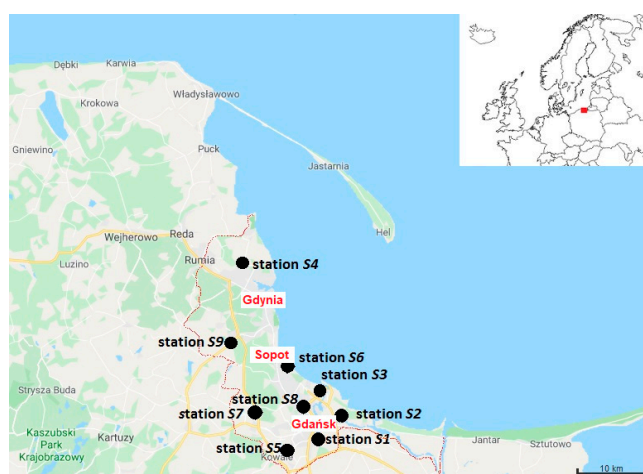 Dębki
Karwia
Krokowa
Władysławowo
Gniewino
Puck
Jastarnia
Hel
Wejherowo
Reda
Luzino
Rumia
station S4
Gdynia
station S9
Sopot
station S6
station S3
Strysza Buda
station S8
station S7
station S2
Gdańsk
Kaszubski
Park
Krajobrazowy
Kartuzy
station S1
station S5
Kowale
Jantar
Sztutowo
10 km